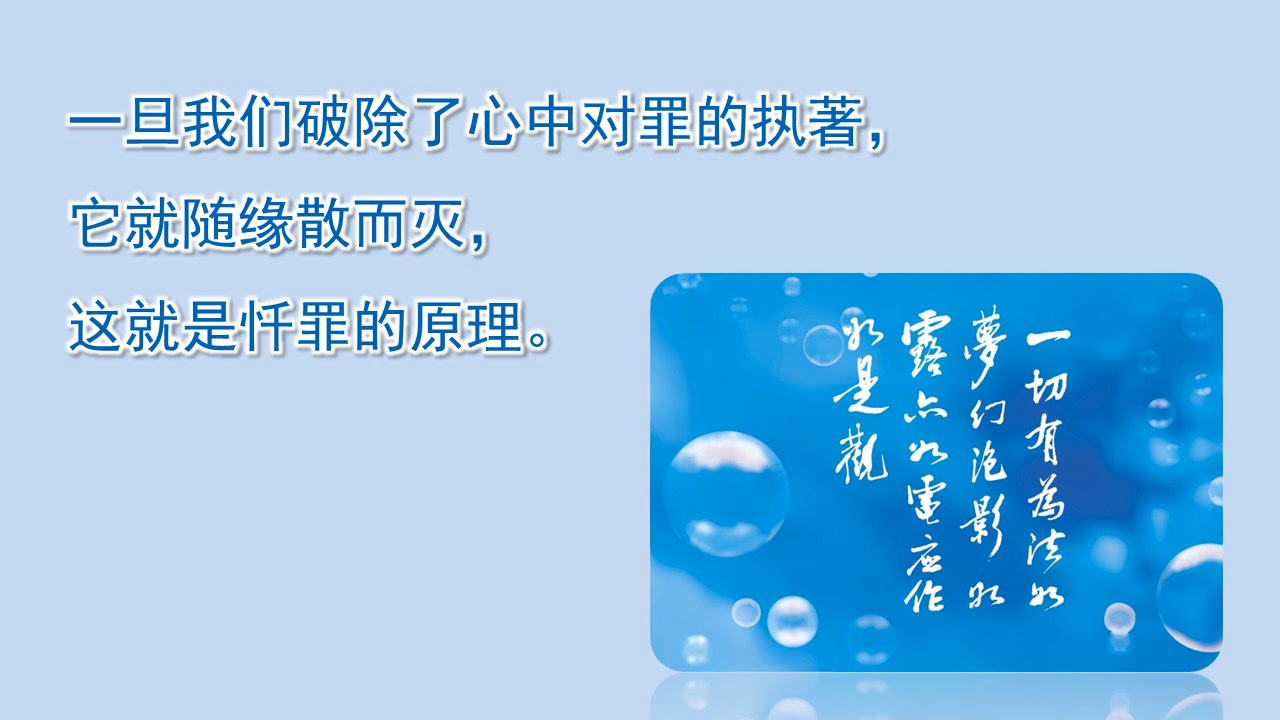 一旦我们破除了心中对罪的执著，
它就随缘散而灭，
这就是忏罪的原理。
一切有為法如
夢幻泡影如
露亦如電应作
如是觀